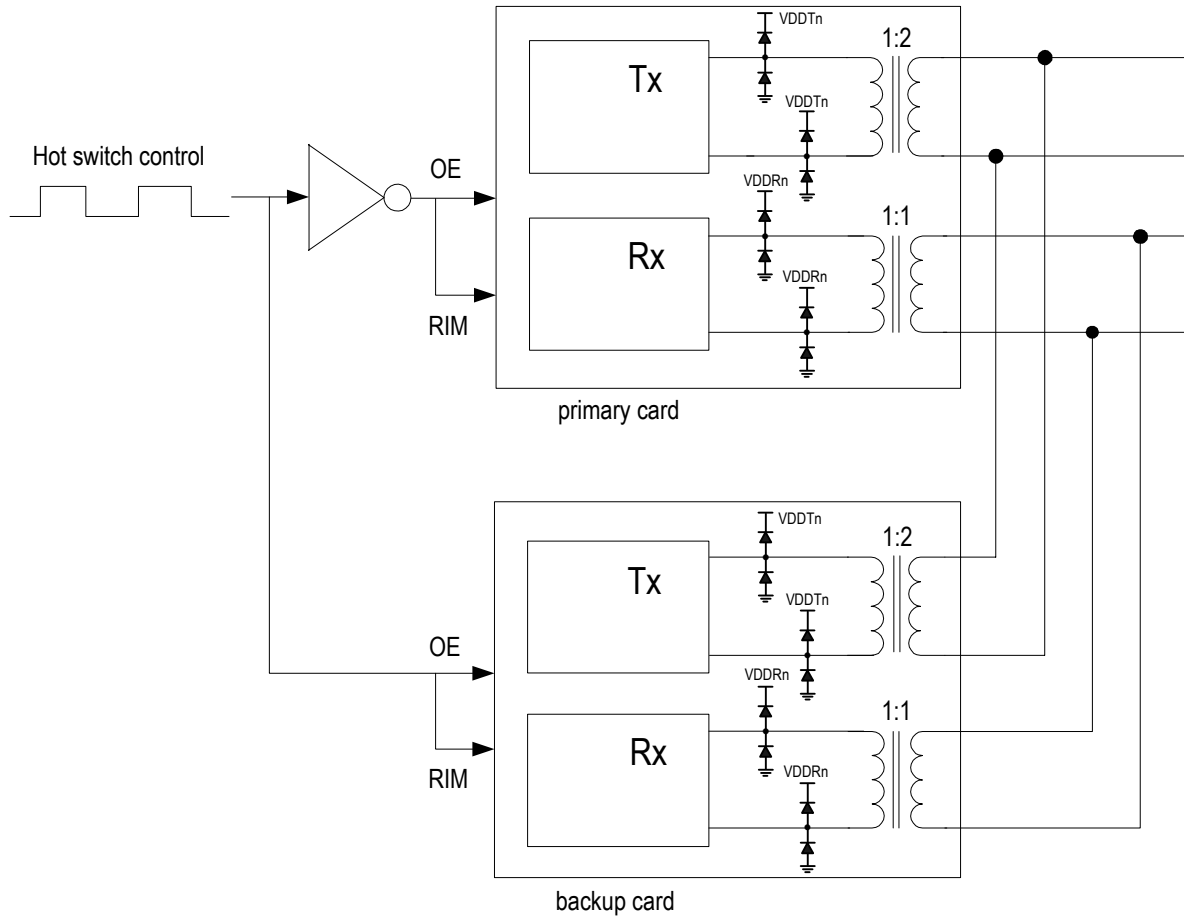 VDDTn
1:2
Tx
VDDTn
Hot switch control
OE
VDDRn
1:1
Rx
VDDRn
RIM
primary card
VDDTn
1:2
Tx
VDDTn
OE
VDDRn
1:1
Rx
RIM
VDDRn
backup card